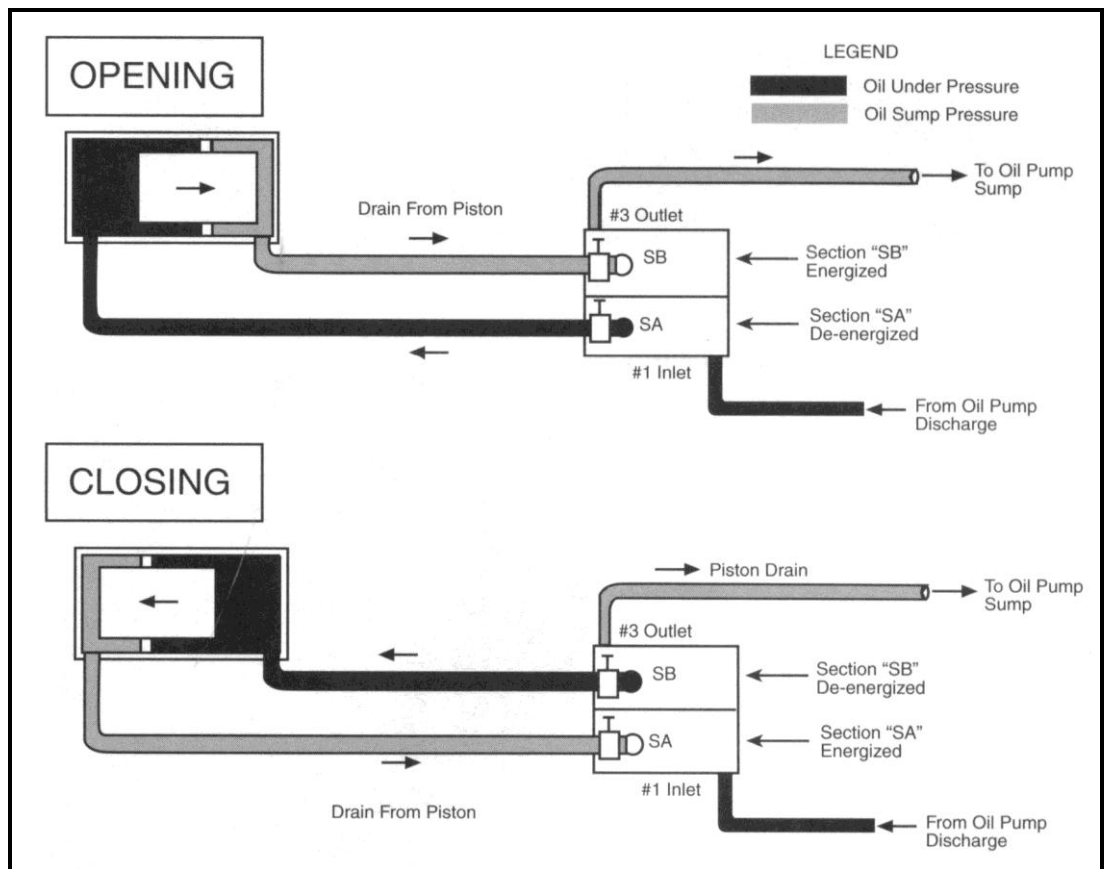 OPENING
LEGEND
Oil Under Pressure
Oil Sump Pressure
To Oil Pump
Sump
Drain From Piston
#3 Outlet
SB
Section “SB”
Energized
SA
Section “SA”
De-energized
#1 Inlet
From Oil Pump
Discharge
CLOSING
Piston Drain
To Oil Pump
Sump
#3 Outlet
SB
Section “SB”
De-energized
SA
Section “SA”
Energized
#1 Inlet
Drain From Piston
From Oil Pump
Discharge